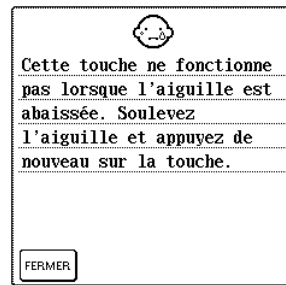 Cette touche ne fonctionne
pas lorsque l'aiguille est
abaissée. Soulevez
l'aiguille et appuyez de
nouveau sur la touche.
FERMER